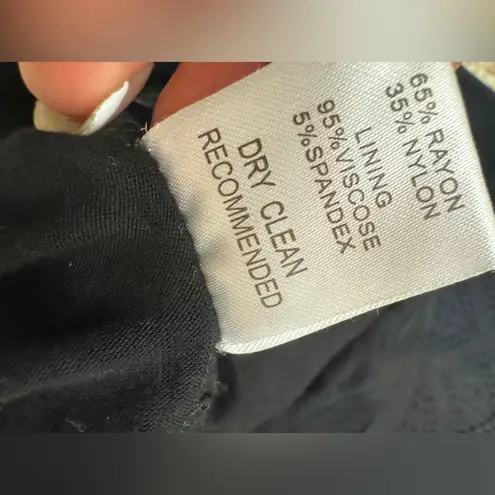 65% RAYON
35% NYLON
LINING
95%VISCOSE
5%SPANDEX
DRY CLEAN
RECOMMENDED